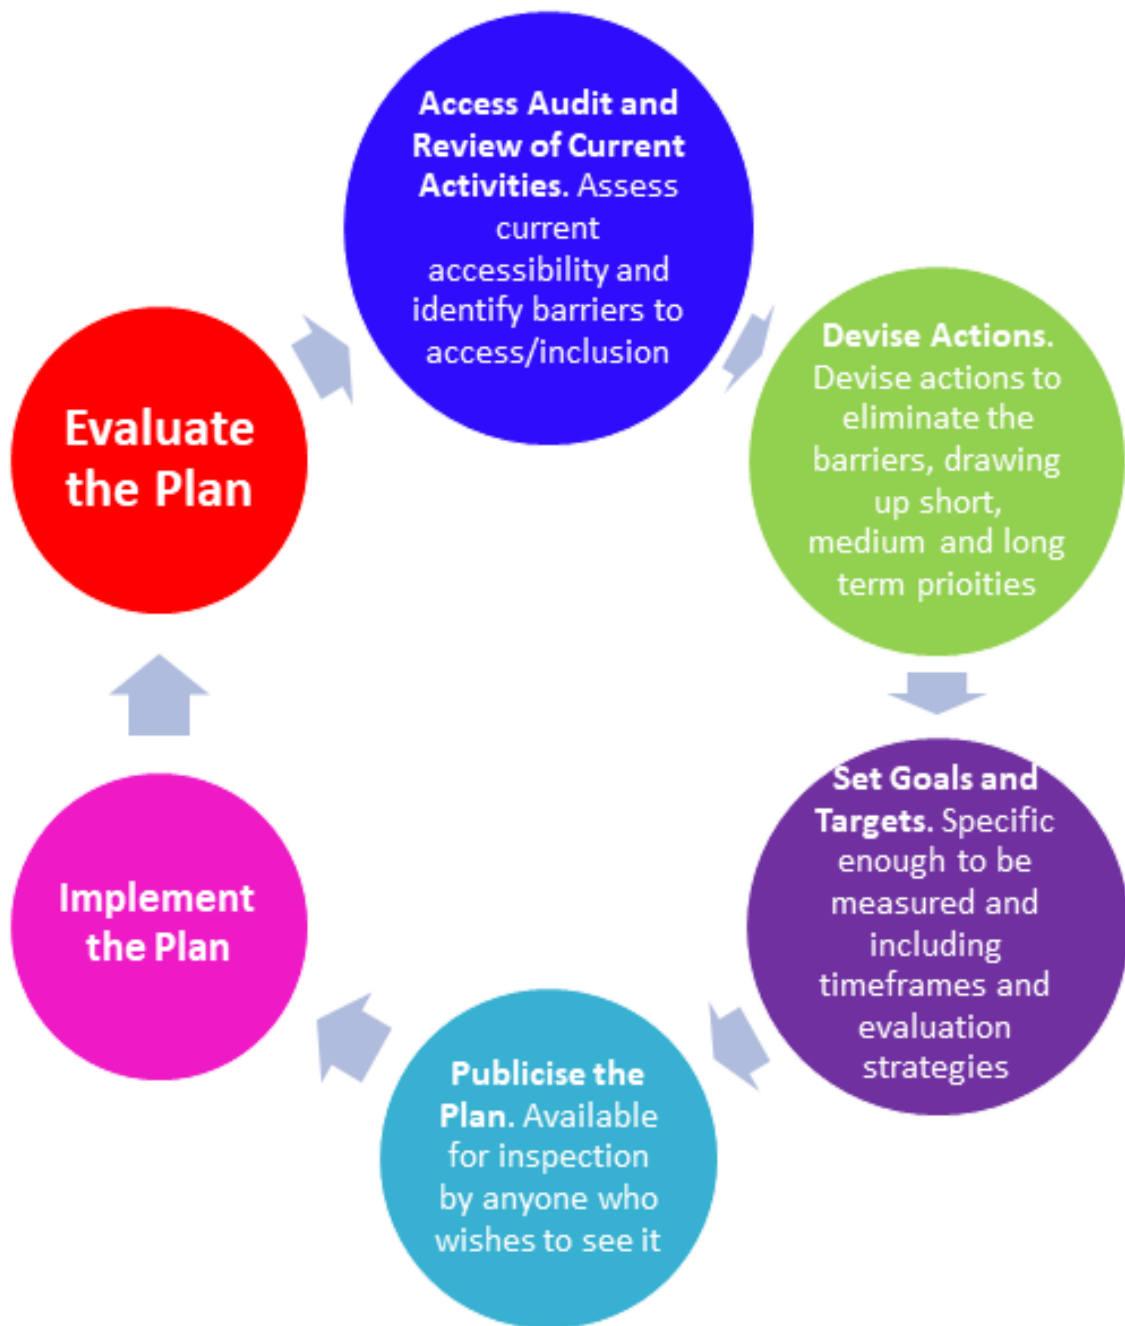 Access Audit and
Review of Current
Activities. Assess
current
accessibility and
identify barriers to
access/inclusion
Devise Actions.
Devise actions to
eliminate the
barriers, drawing
up short,
medium and long
term prioities
Set Goals and
Targets. Specific
enough to be
measured and
including
timeframes and
evaluation
strategies
Publicise the
Plan. Available
for inspection
by anyone who
wishes to see it
Implement
the Plan
Evaluate
the Plan